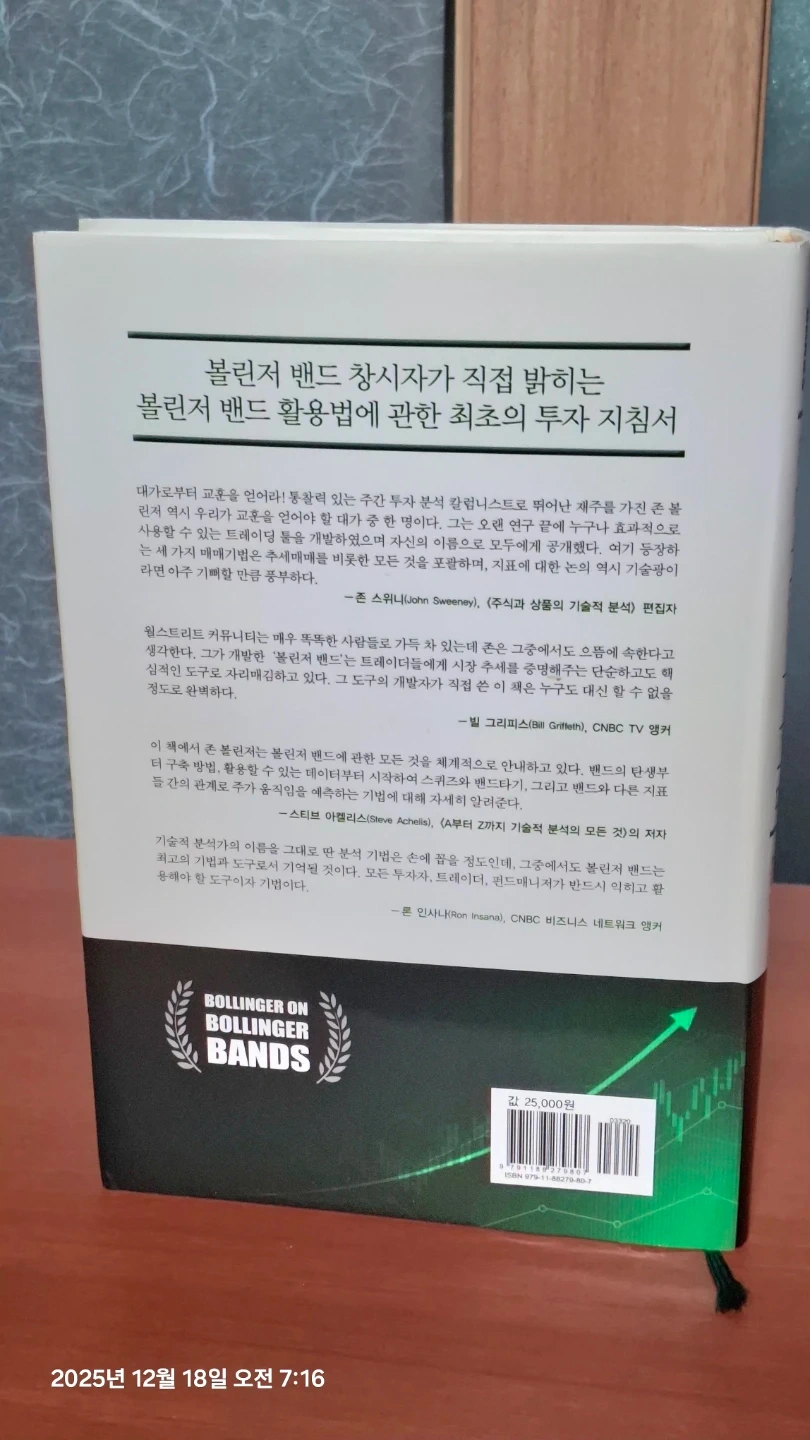 볼린저 밴드 창시자가 직접 밝히는
볼린저 밴드 활용법에 관한 최초의 투자 지침서
대가로부터 교훈을 얻어라! 통찰력 있는 주간 투자 분석 칼럼니스트로 뛰어난 재주를 가진 존 볼
린저 역시 우리가 교훈을 얻어야 할 대가 중 한 명이다. 그는 오랜 연구 끝에 누구나 효과적으로
사용할 수 있는 트레이딩 툴을 개발하였으며 자신의 이름으로 모두에게 공개했다. 여기 등장하
는 세 가지 매매기법은 추세매매를 비롯한 모든 것을 포괄하며, 지표에 대한 논의 역시 기술광이
라면 아주 기뻐할 만큼 풍부하다.
—존 스위니(John Sweeney), 《주식과 상품의 기술적 분석》 편집자
월스트리트 커뮤니티는 매우 똑똑한 사람들로 가득 차 있는데 존은 그중에서도 으뜸에 속한다고
생각한다. 그가 개발한 '볼린저 밴드'는 트레이더들에게 시장 추세를 증명해주는 단순하고도 핵
심적인 도구로 자리매김하고 있다. 그 도구의 개발자가 직접 쓴 이 책은 누구도 대신 할 수 없을
정도로 완벽하다.
—빌 그리피스(Bill Griffeth), CNBC TV 앵커
이 책에서 존 볼린저는 볼린저 밴드에 관한 모든 것을 체계적으로 안내하고 있다. 밴드의 탄생부
터 구축 방법, 활용할 수 있는 데이터부터 시작하여 스퀴즈와 밴드타기, 그리고 밴드와 다른 지표
들 간의 관계로 주가 움직임을 예측하는 기법에 대해 자세히 알려준다.
—스티브 아켈리스(Steve Achelis), 《A부터 Z까지 기술적 분석의 모든 것》의 저자
기술적 분석가의 이름을 그대로 딴 분석 기법은 손에 꼽을 정도인데, 그중에서도 볼린저 밴드는
최고의 기법과 도구로서 기억될 것이다. 모든 투자자, 트레이더, 펀드매니저가 반드시 익히고 활
용해야 할 도구이자 기법이다.
—론 인사나(Ron Insana), CNBC 비즈니스 네트워크 앵커
BOLLINGER ON
BOLLINGER
BANDS
값 25,000원
03320
9 791188 279807
ISBN 979-11-88279-80-7
2025년 12월 18일 오전 7:16